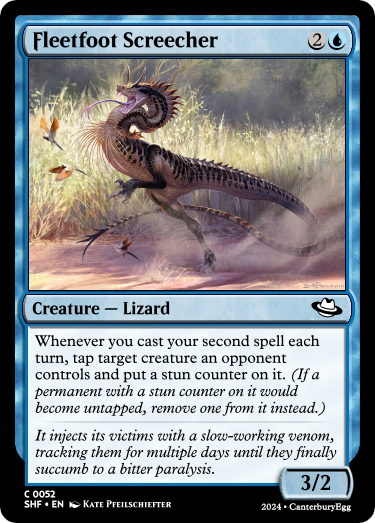 Fleetfoot Screecher 2
Creature — Lizard
Whenever you cast your second spell each
turn, tap target creature an opponent
controls and put a stun counter on it. (If a
permanent with a stun counter on it would
become untapped, remove one from it instead.)
It injects its victims with a slow-working venom,
tracking them for multiple days until they finally
succumb to a bitter paralysis.
3/2
C 0052
SHF • EN KATE PFEILSCHIEFTER
2024 • CanterburyEgg